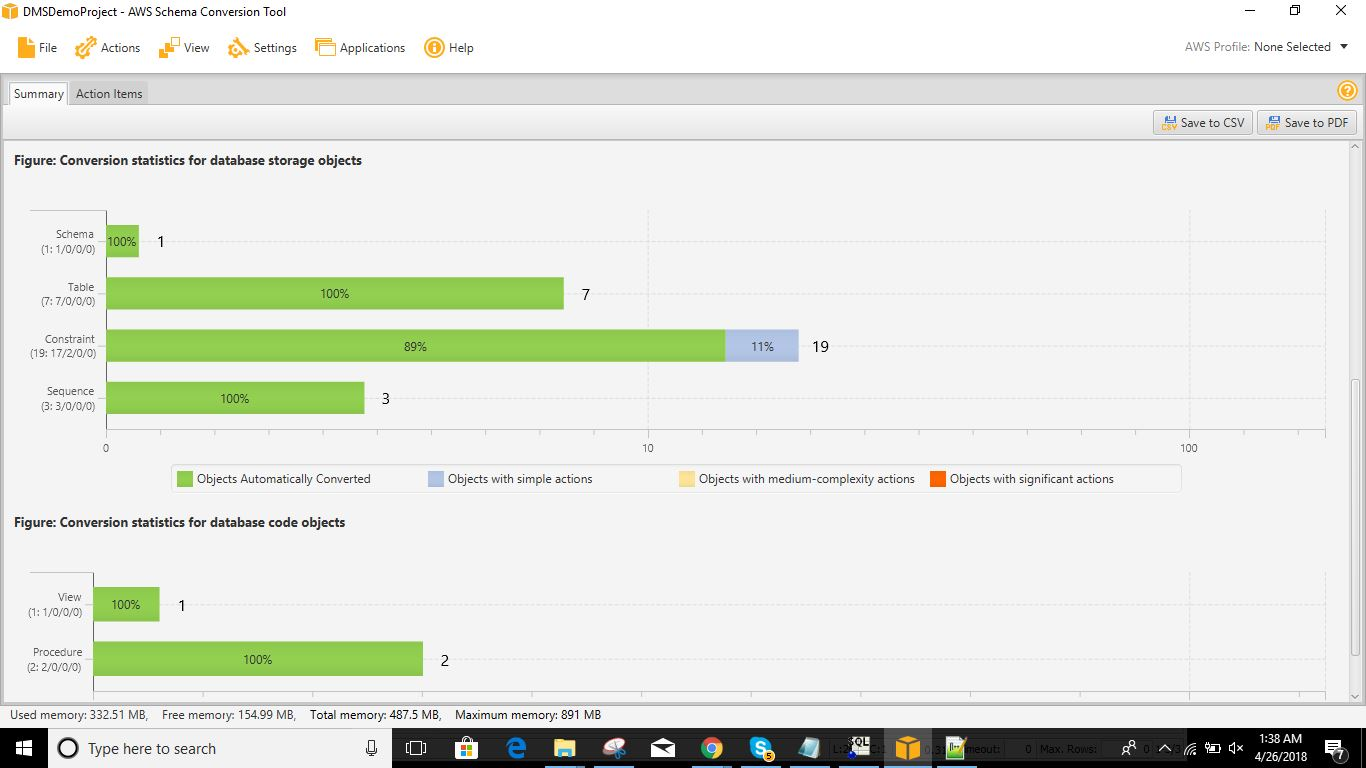 DMSDemoProject - AWS Schema Conversion Tool
File Actions View Settings Applications Help AWS Profile: None Selected
Summary Action Items
Save to CSV Save to PDF
Figure: Conversion statistics for database storage objects
Schema
(1: 1/0/0/0)
100% 1
Table
(7: 7/0/0/0)
100% 7
Constraint
(19: 17/2/0/0)
89% 11% 19
Sequence
(3: 3/0/0/0)
100% 3
0 10 100
Objects Automatically Converted Objects with simple actions Objects with medium-complexity actions Objects with significant actions
Figure: Conversion statistics for database code objects
View
(1: 1/0/0/0)
100% 1
Procedure
(2: 2/0/0/0)
100% 2
Used memory: 332.51 MB, Free memory: 154.99 MB, Total memory: 487.5 MB, Maximum memory: 891 MB
Type here to search
0 Max. Rows:
1:38 AM
4/26/2018
5
7